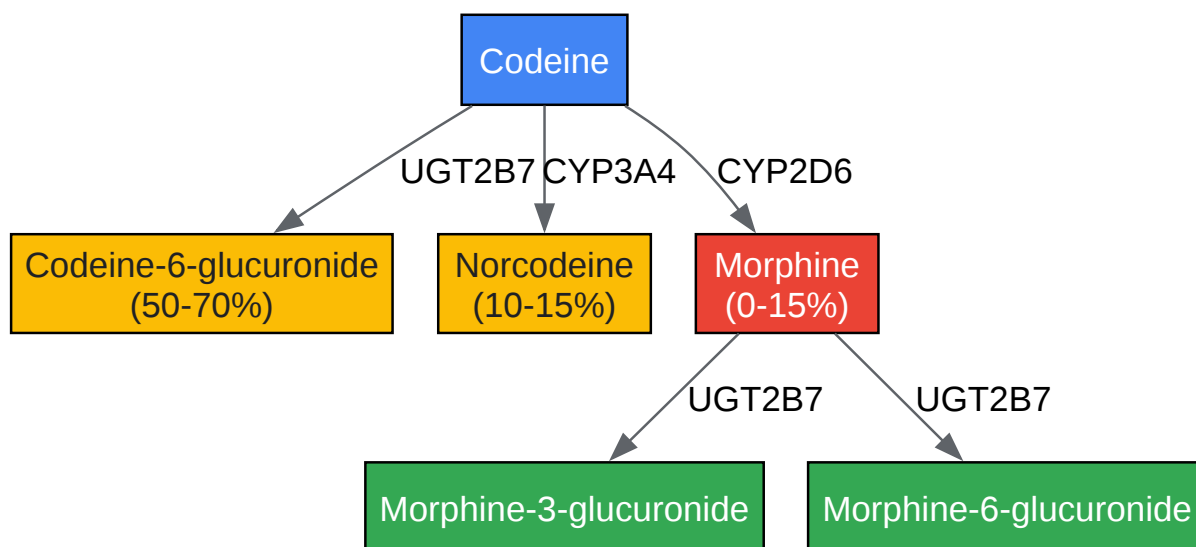 Codeine
UGT2B7
CYP3A4
CYP2D6
Codeine-6-glucuronide
(50-70%)
Norcodeine
(10-15%)
Morphine
(0-15%)
UGT2B7
UGT2B7
Morphine-3-glucuronide
Morphine-6-glucuronide